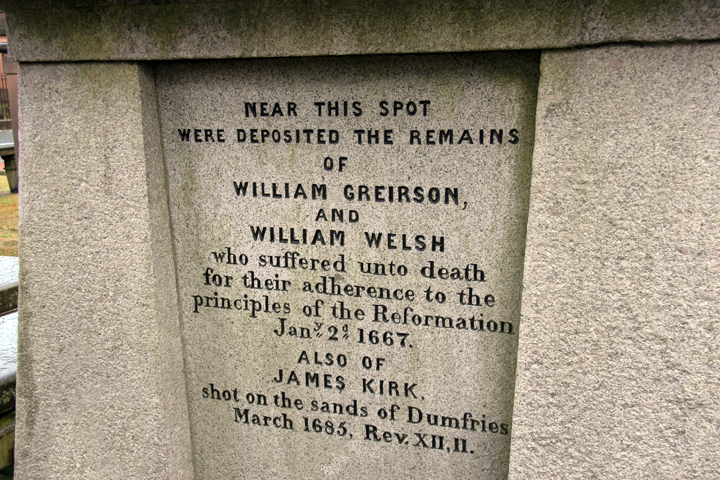 NEAR THIS SPOT
WERE DEPOSITED THE REMAINS
OF
WILLIAM GREIRSON,
AND
WILLIAM WELSH
who suffered unto death
for their adherence to the
principles of the Reformation
Jany 2d 1667.
ALSO OF
JAMES KIRK,
shot on the sands of Dumfries
March 1685, Rev. XII, 11.